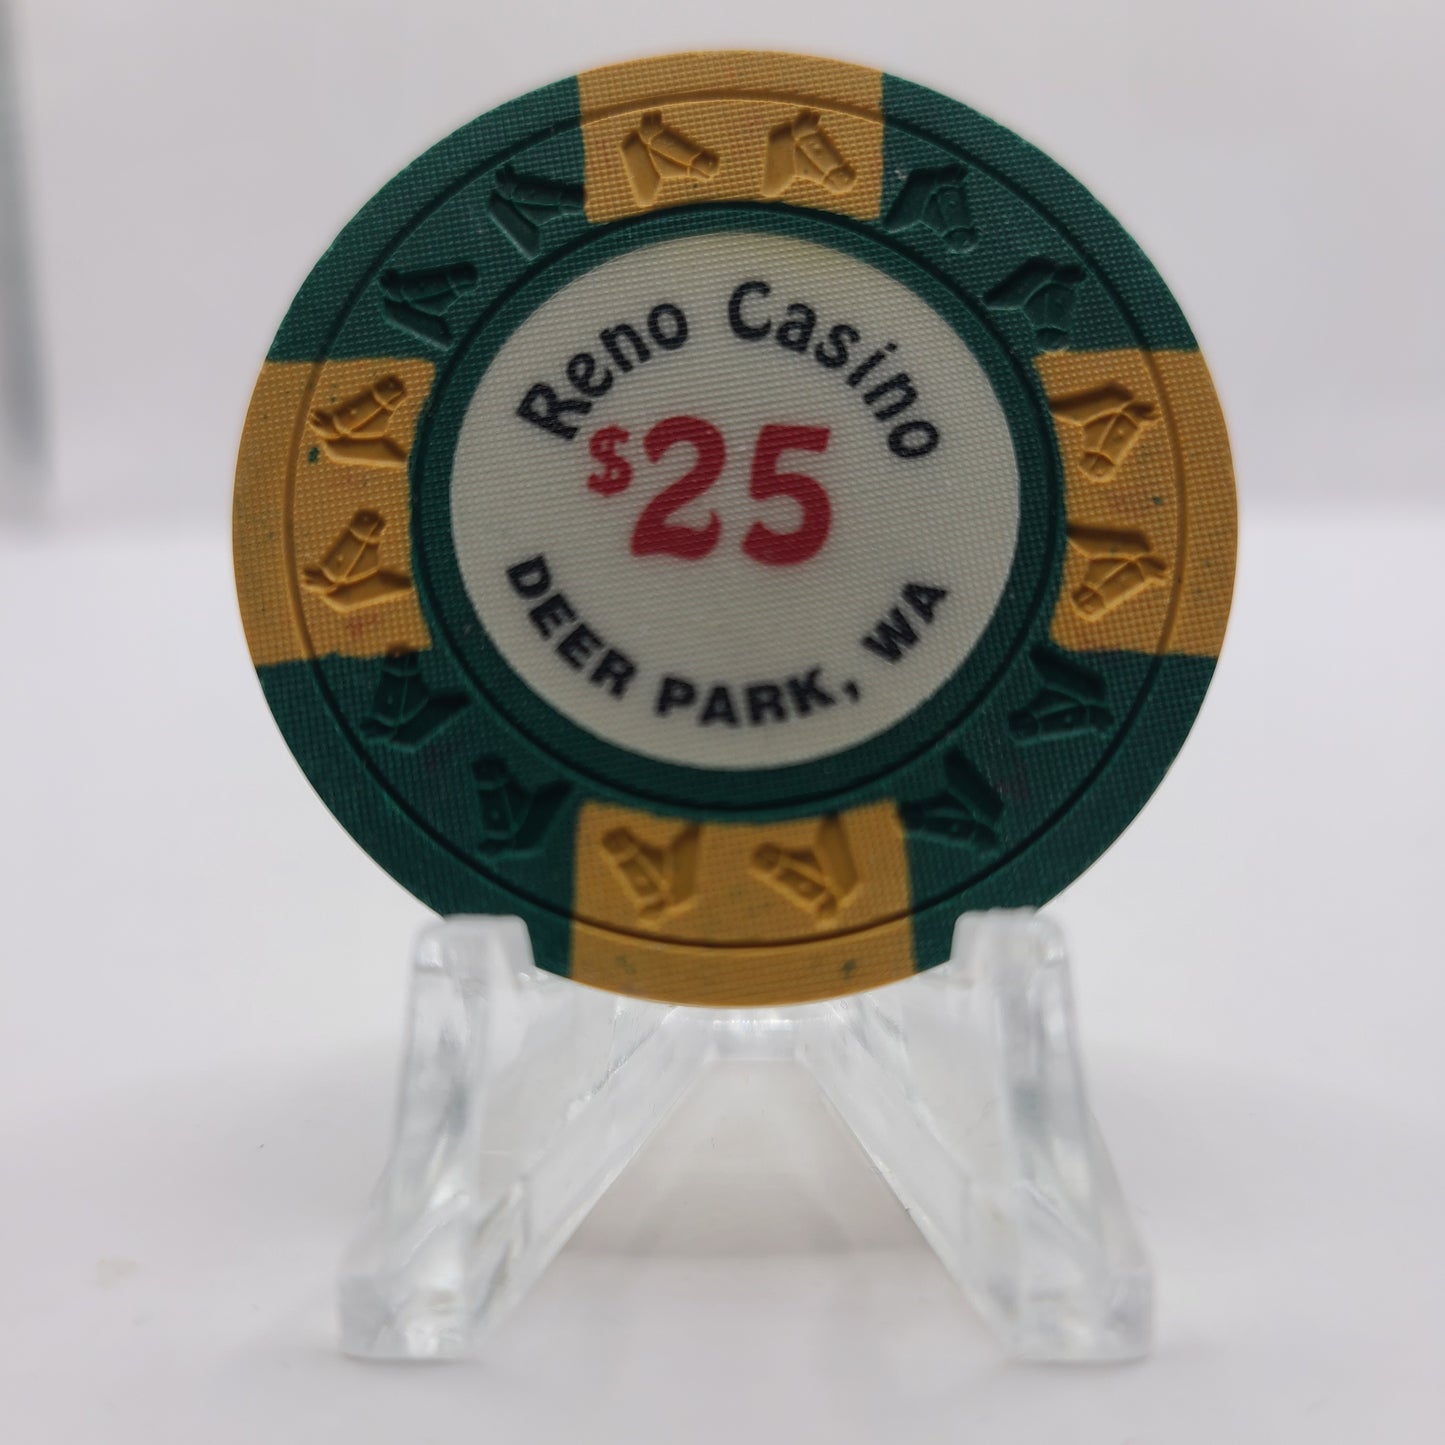 Reno Casino
$25
DEER PARK, WA